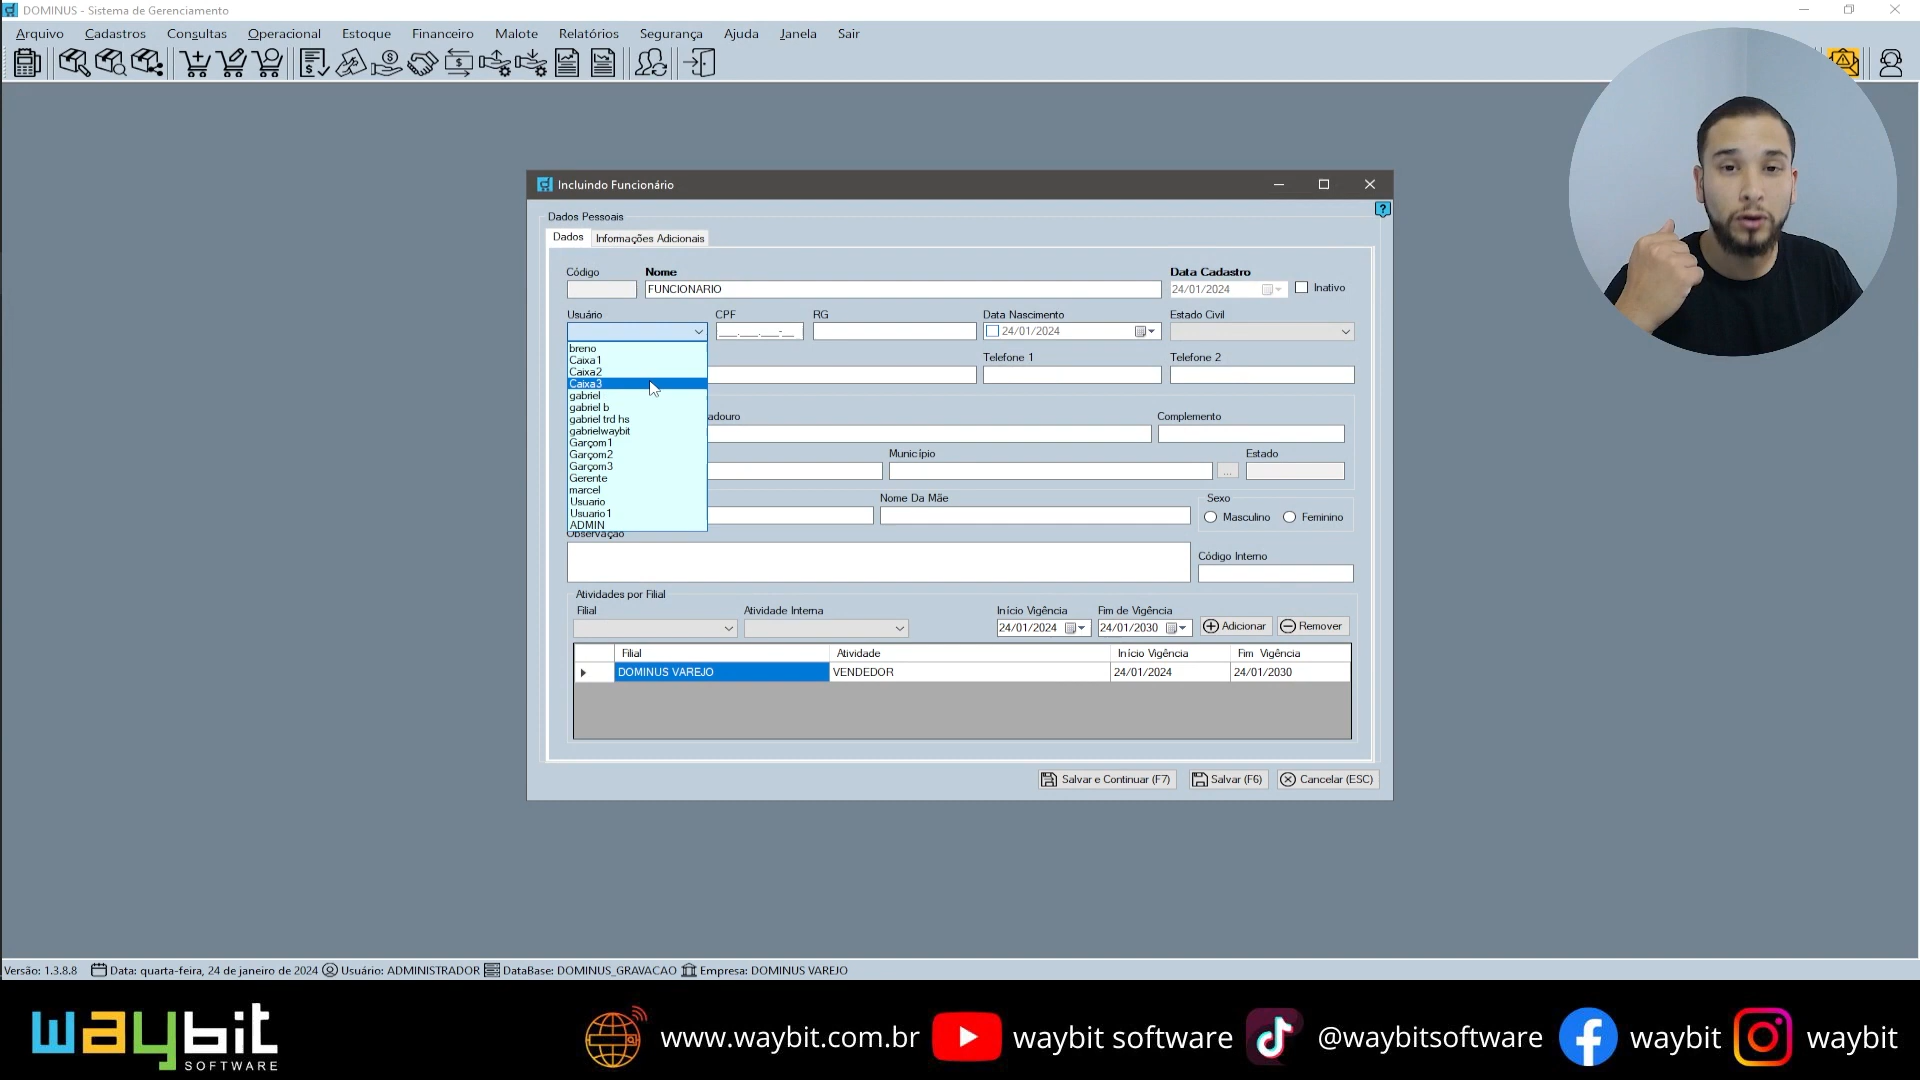 DOMINUS - Sistema de Gerenciamento
Arquivo Cadastros Consultas Operacional Estoque Financeiro Malote Relatórios Segurança Ajuda Janela Sair
Incluindo Funcionário
?
Dados Pessoais
Dados Informações Adicionais
Código Nome Data Cadastro
FUNCIONARIO 24/01/2024 Inativo
Usuário CPF RG Data Nascimento Estado Civil
___.___.___-__ 24/01/2024
breno
Caixa1
Caixa2
Caixa3
gabriel
gabriel b
gabriel trd hs
gabrielwaybit
Garçom1
Garçom2
Garçom3
Gerente
marcel
Usuario
Usuario1
ADMIN
Telefone 1 Telefone 2
adouro Complemento
Município Estado
...
Nome Da Mãe Sexo
Masculino Feminino
Observação
Código Interno
Atividades por Filial
Filial Atividade Interna Início Vigência Fim de Vigência
24/01/2024 24/01/2030 Adicionar Remover
Filial Atividade Início Vigência Fim Vigência
DOMINUS VAREJO VENDEDOR 24/01/2024 24/01/2030
Salvar e Continuar (F7) Salvar (F6) Cancelar (ESC)
Versão: 1.3.8.8 Data: quarta-feira, 24 de janeiro de 2024 Usuário: ADMINISTRADOR DataBase: DOMINUS_GRAVACAO Empresa: DOMINUS VAREJO
waybit
SOFTWARE
www.waybit.com.br waybit software @waybitsoftware waybit waybit